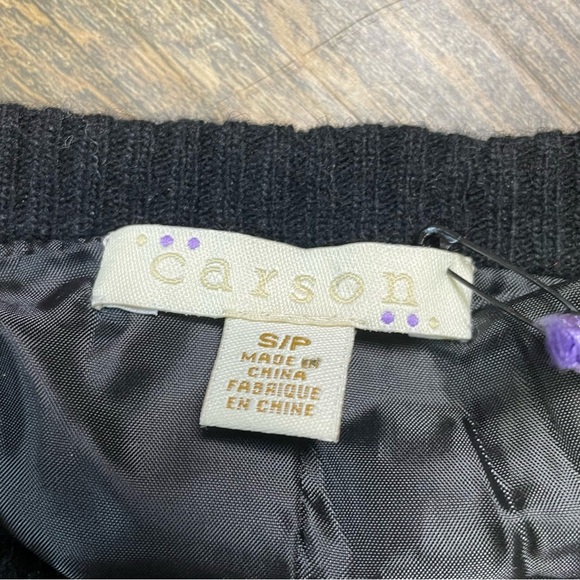 carson
S/P
MADE IN
CHINA
FABRIQUE
EN CHINE